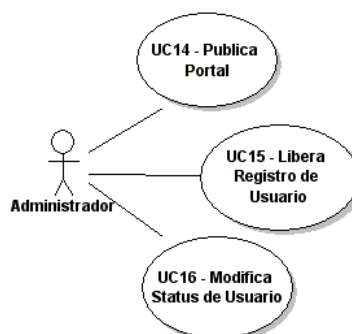 UC14 - Publica
Portal
UC15 - Libera
Registro de
Usuario
Administrador
UC16 - Modifica
Status de Usuario